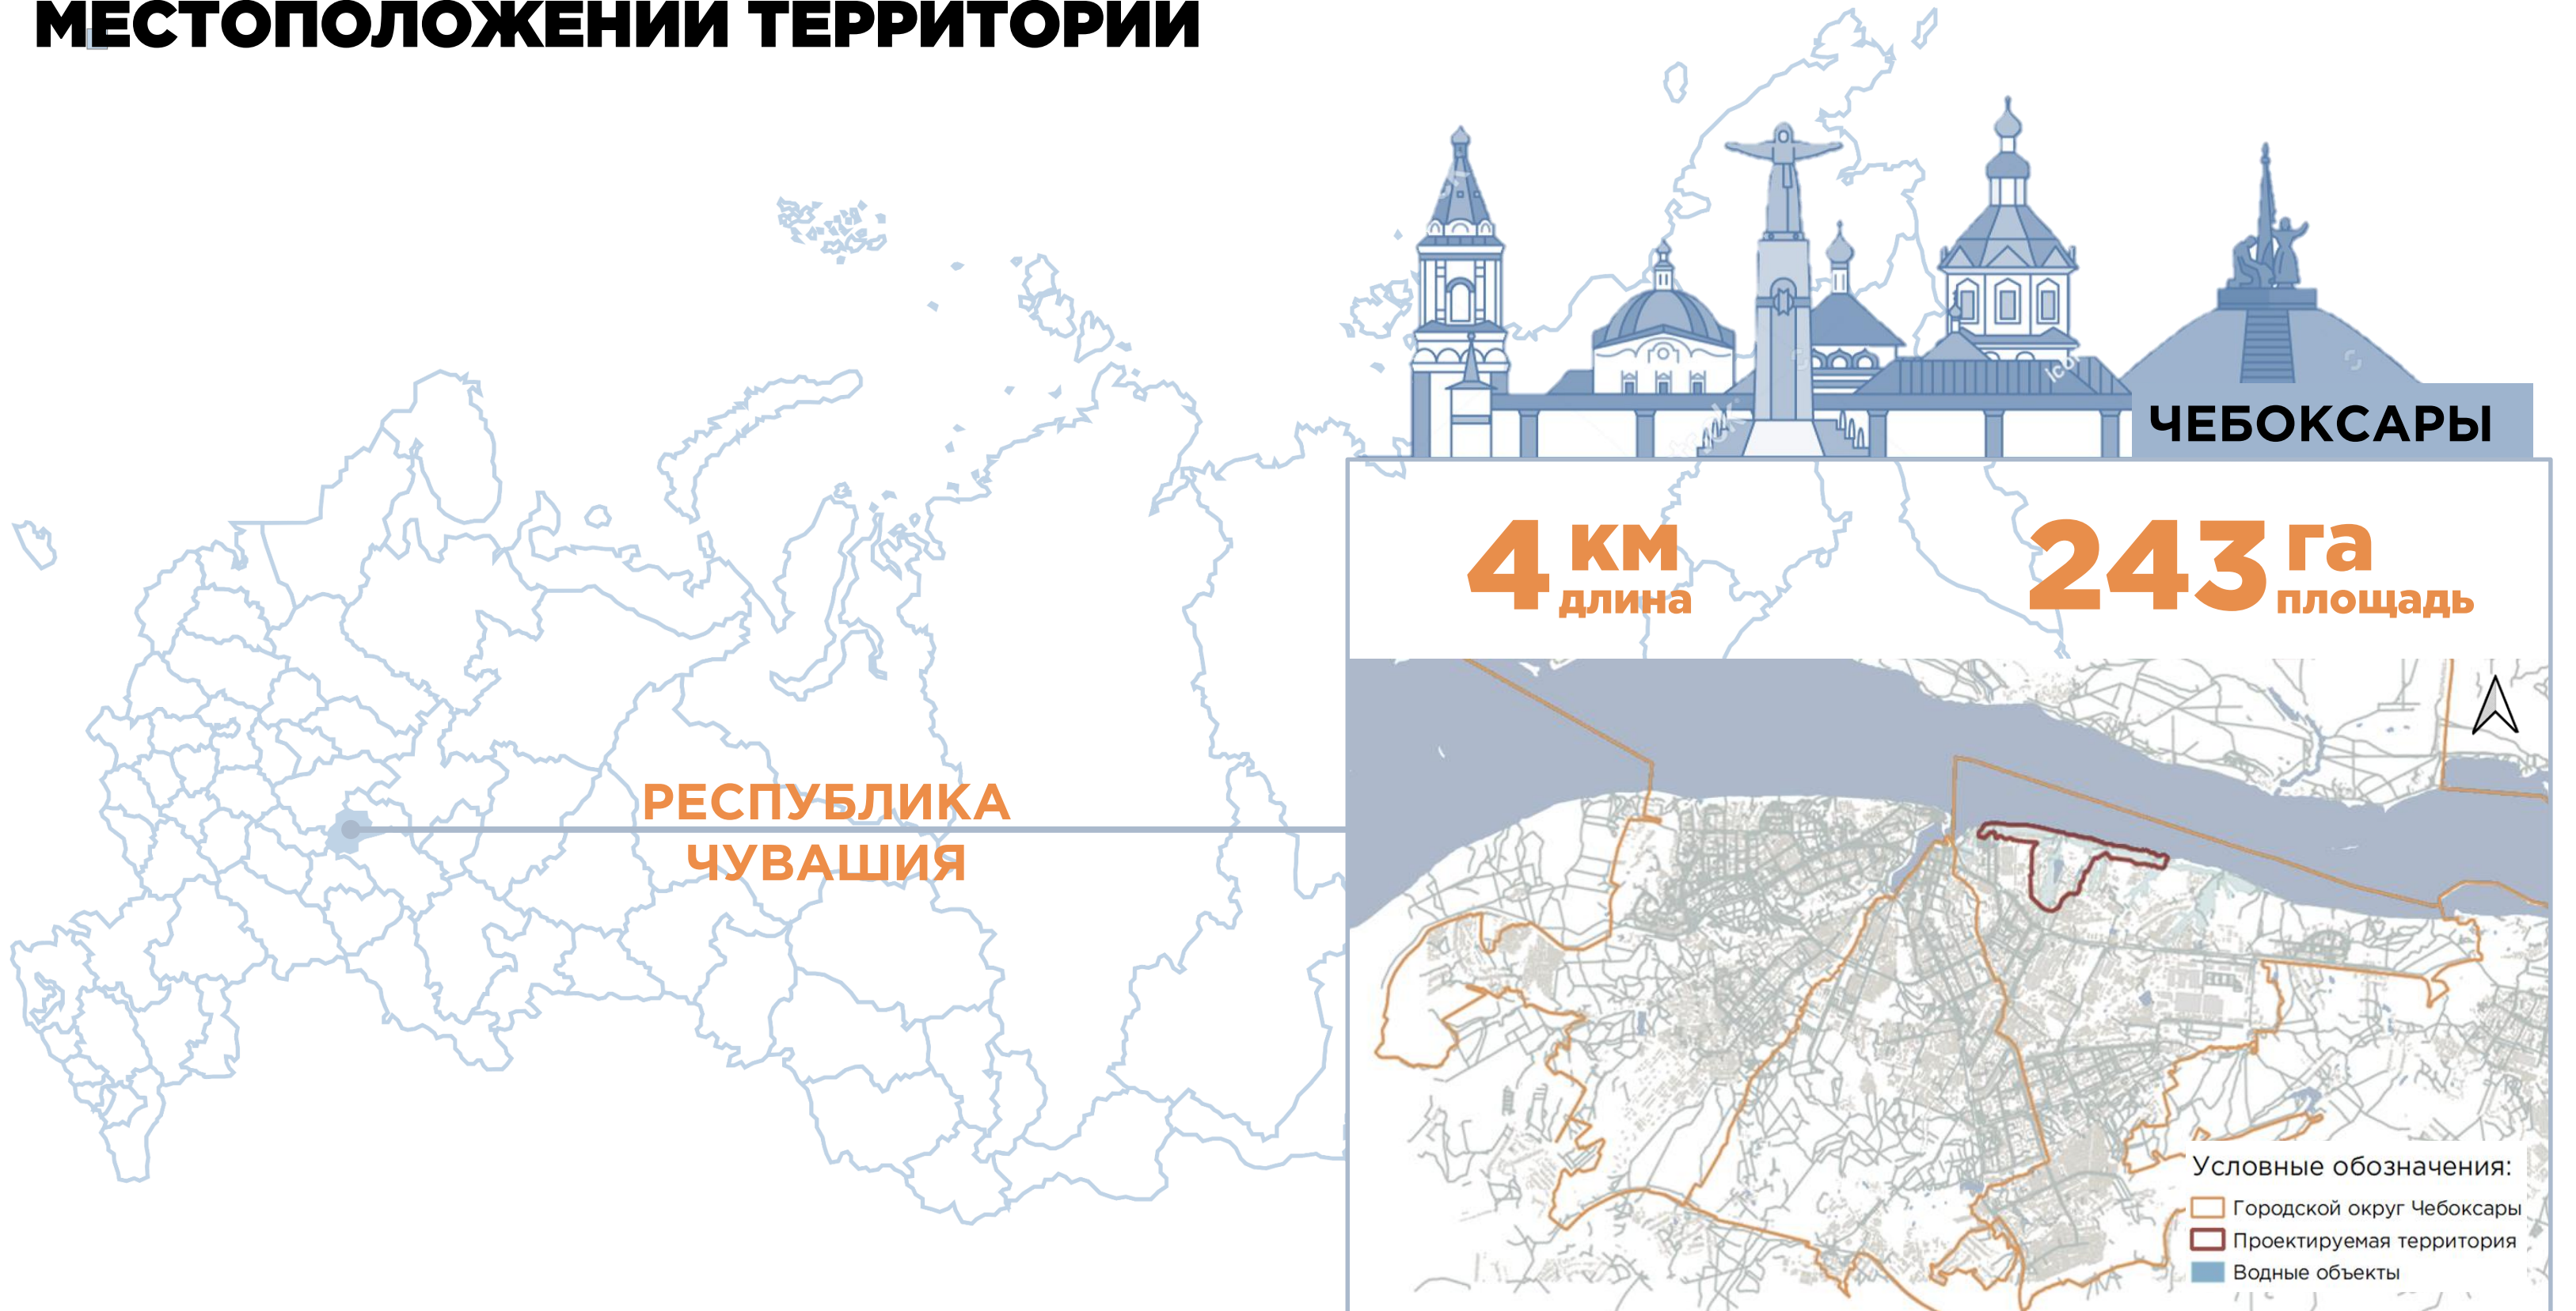 МЕСТОПОЛОЖЕНИИ ТЕРРИТОРИИ
ЧЕБОКСАРЫ
4 км
длина
243 га
площадь
РЕСПУБЛИКА
ЧУВАШИЯ
Условные обозначения:
Городской округ Чебоксары
Проектируемая территория
Водные объекты